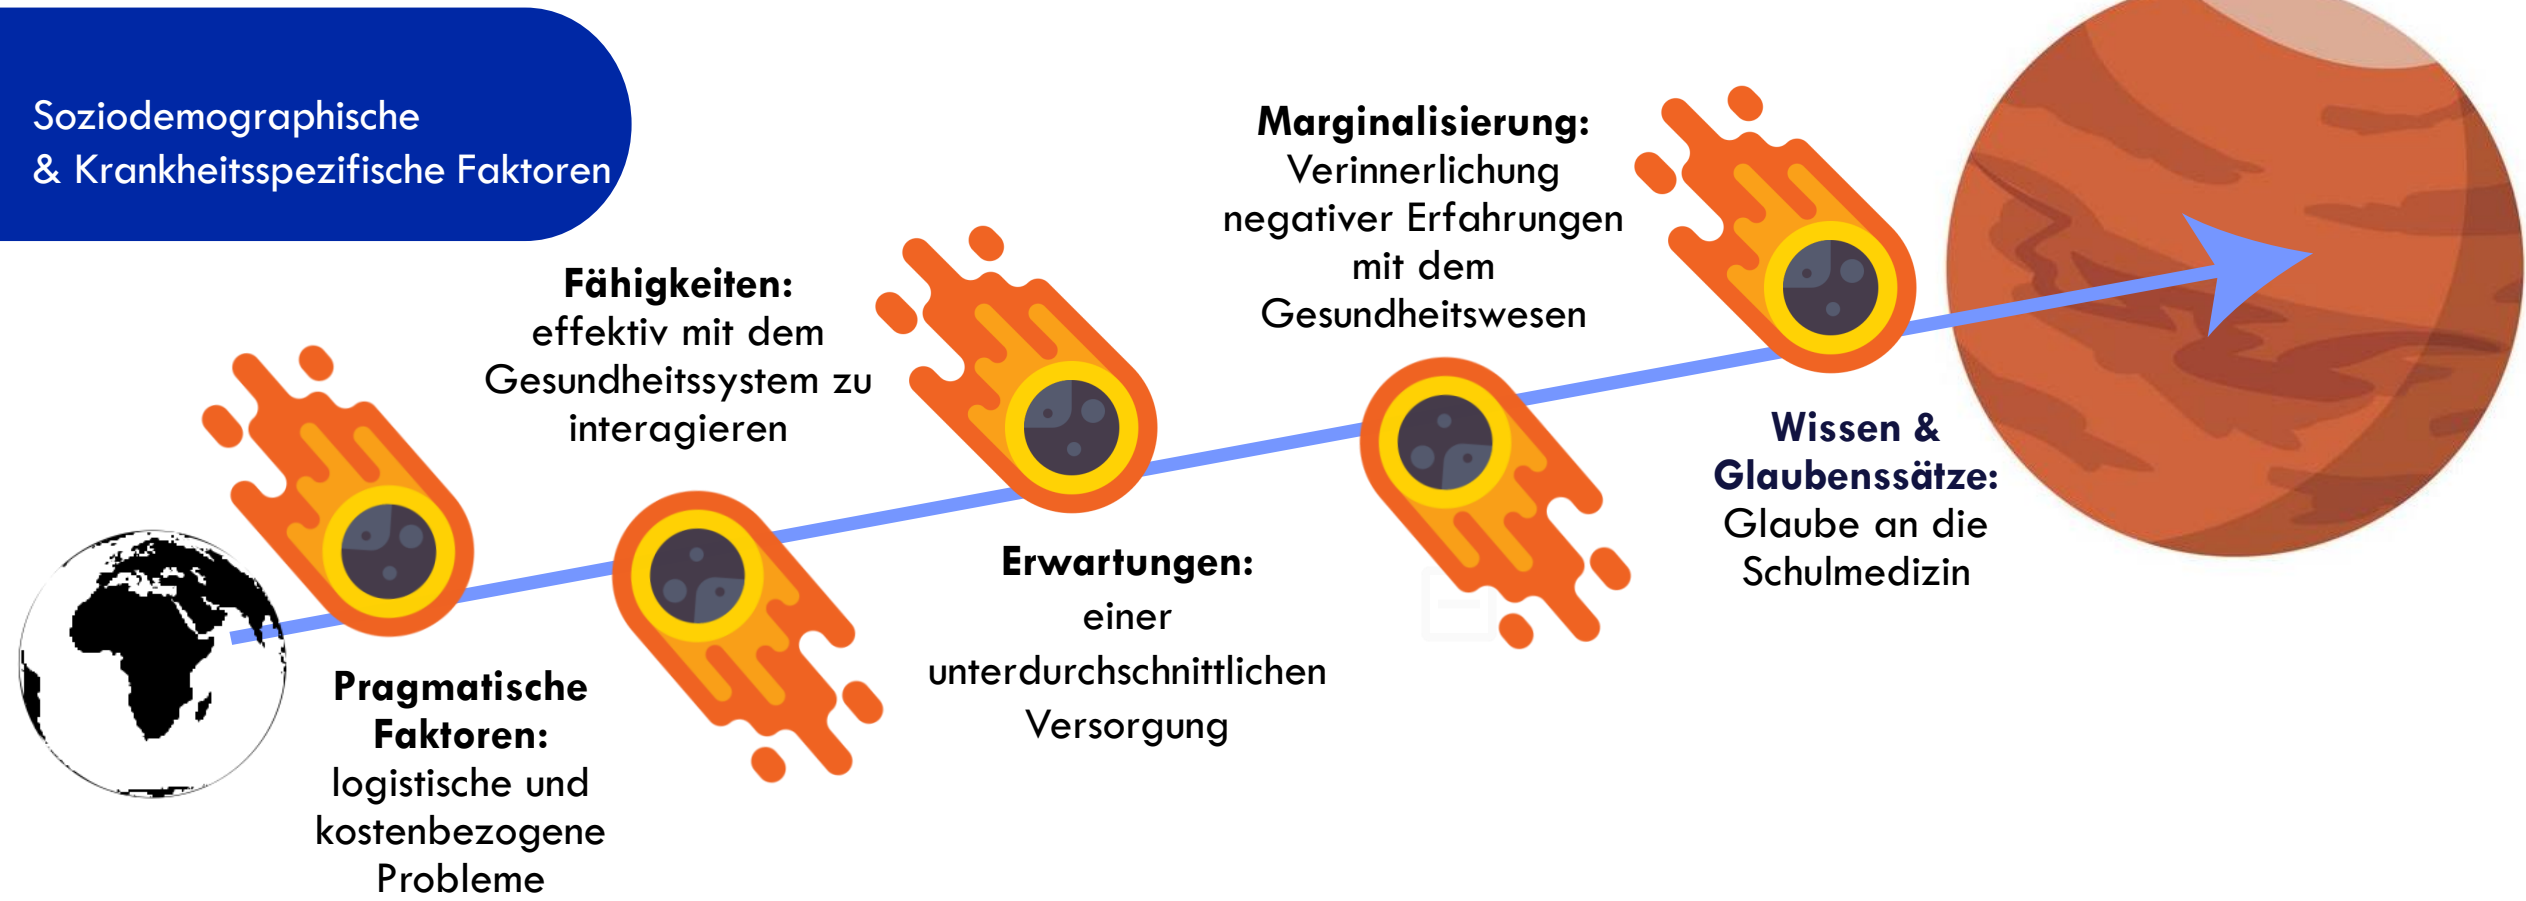 Soziodemographische
& Krankheitsspezifische Faktoren
Pragmatische
Faktoren:
logistische und
kostenbezogene
Probleme
Fähigkeiten:
effektiv mit dem
Gesundheitssystem zu
interagieren
Erwartungen:
einer
unterdurchschnittlichen
Versorgung
Marginalisierung:
Verinnerlichung
negativer Erfahrungen
mit dem
Gesundheitswesen
Wissen &
Glaubenssätze:
Glaube an die
Schulmedizin